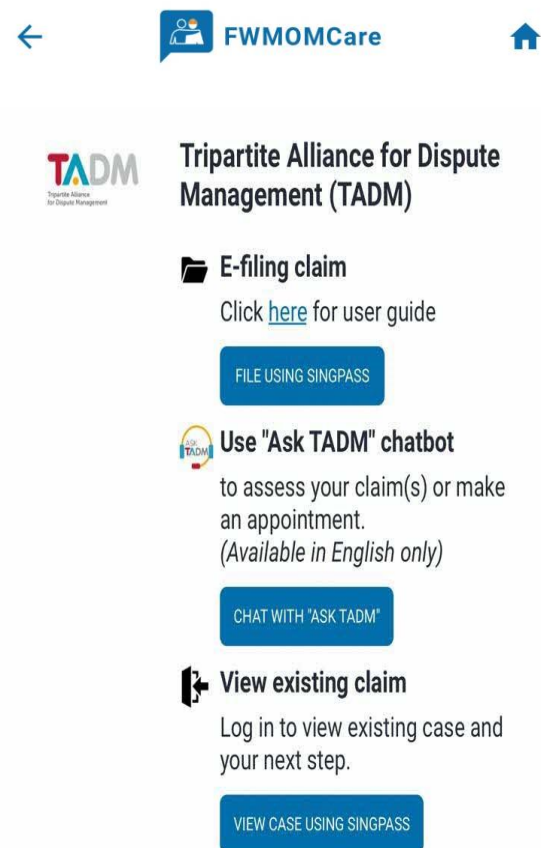 FWMOMCare
TADM
Tripartite Alliance
for Dispute Management
Tripartite Alliance for Dispute
Management (TADM)
E-filing claim
Click here for user guide
FILE USING SINGPASS
ASK
TADM
Use "Ask TADM" chatbot
to assess your claim(s) or make
an appointment.
(Available in English only)
CHAT WITH "ASK TADM"
View existing claim
Log in to view existing case and
your next step.
VIEW CASE USING SINGPASS